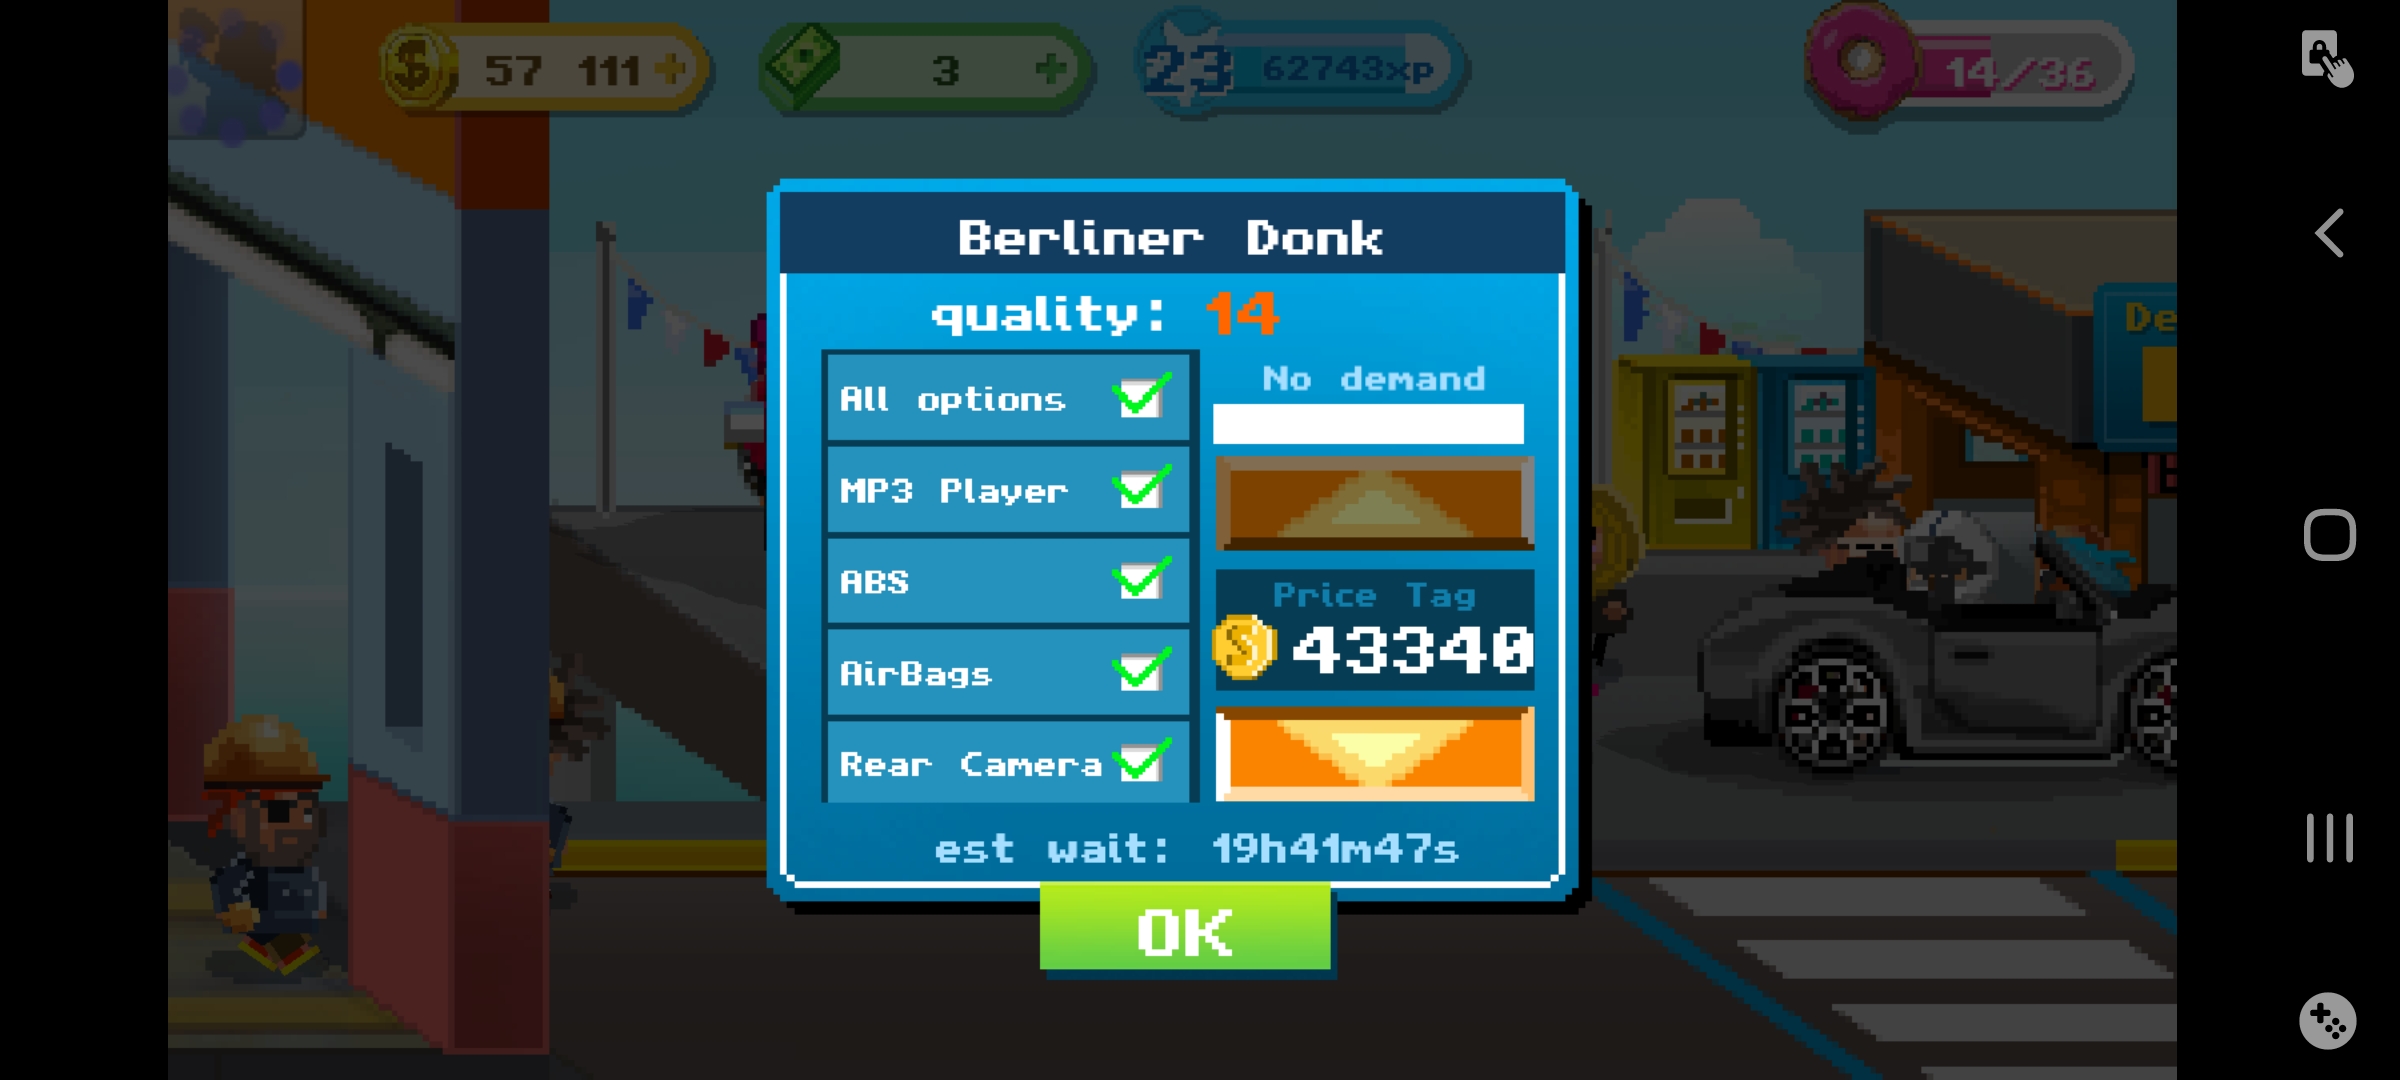 57 111 +
3 +
23 62743xp
14/36
Berliner Donk
quality: 14
All options
No demand
MP3 Player
ABS
Price Tag
43340
AirBags
Rear Camera
est wait: 19h41m47s
OK
De